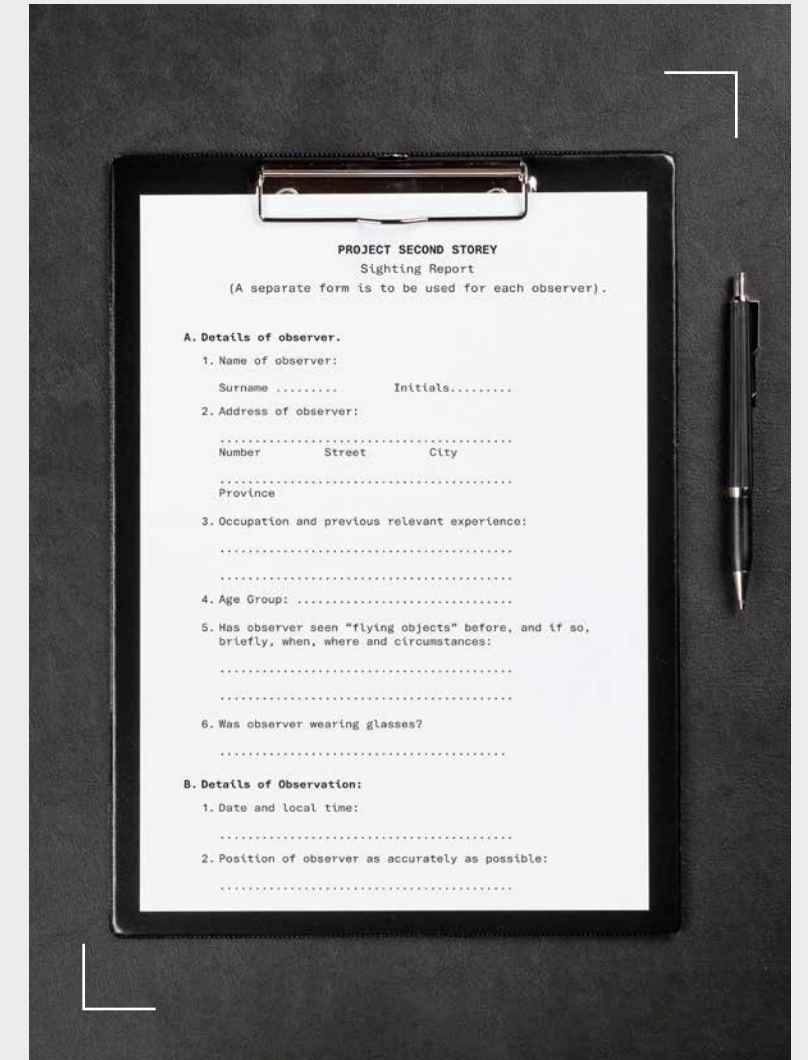 PROJECT SECOND STOREY
Sighting Report
(A separate form is to be used for each observer).
A. Details of observer.
1. Name of observer:
Surname ......... Initials.........
2. Address of observer:
..........................................
Number Street City
..........................................
Province
3. Occupation and previous relevant experience:
..........................................
..........................................
4. Age Group: ...............................
5. Has observer seen “flying objects” before, and if so,
briefly, when, where and circumstances:
..........................................
..........................................
6. Was observer wearing glasses?
.........................................
B. Details of Observation:
1. Date and local time:
..........................................
2. Position of observer as accurately as possible:
..........................................